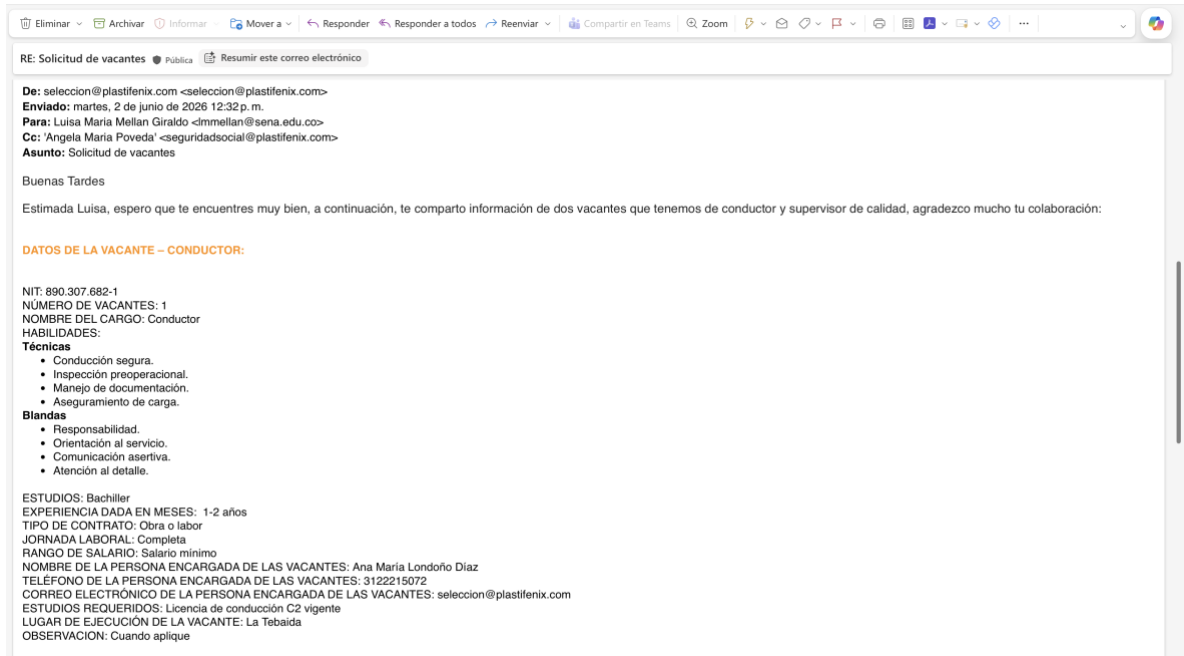 Eliminar
Archivar
Informar
Mover a
Responder
Responder a todos
Reenviar
Compartir en Teams
Zoom
RE: Solicitud de vacantes
Pública
Resumir este correo electrónico
De: seleccion@plastifenix.com <seleccion@plastifenix.com>
Enviado: martes, 2 de junio de 2026 12:32 p. m.
Para: Luisa Maria Mellan Giraldo <lmmellan@sena.edu.co>
Cc: 'Angela Maria Poveda' <seguridadsocial@plastifenix.com>
Asunto: Solicitud de vacantes
Buenas Tardes
Estimada Luisa, espero que te encuentres muy bien, a continuación, te comparto información de dos vacantes que tenemos de conductor y supervisor de calidad, agradezco mucho tu colaboración:
DATOS DE LA VACANTE – CONDUCTOR:
NIT: 890.307.682-1
NÚMERO DE VACANTES: 1
NOMBRE DEL CARGO: Conductor
HABILIDADES:
Técnicas
• Conducción segura.
• Inspección preoperacional.
• Manejo de documentación.
• Aseguramiento de carga.
Blandas
• Responsabilidad.
• Orientación al servicio.
• Comunicación asertiva.
• Atención al detalle.
ESTUDIOS: Bachiller
EXPERIENCIA DADA EN MESES:  1-2 años
TIPO DE CONTRATO: Obra o labor
JORNADA LABORAL: Completa
RANGO DE SALARIO: Salario mínimo
NOMBRE DE LA PERSONA ENCARGADA DE LAS VACANTES: Ana María Londoño Díaz
TELÉFONO DE LA PERSONA ENCARGADA DE LAS VACANTES: 3122215072
CORREO ELECTRÓNICO DE LA PERSONA ENCARGADA DE LAS VACANTES: seleccion@plastifenix.com
ESTUDIOS REQUERIDOS: Licencia de conducción C2 vigente
LUGAR DE EJECUCIÓN DE LA VACANTE: La Tebaida
OBSERVACION: Cuando aplique